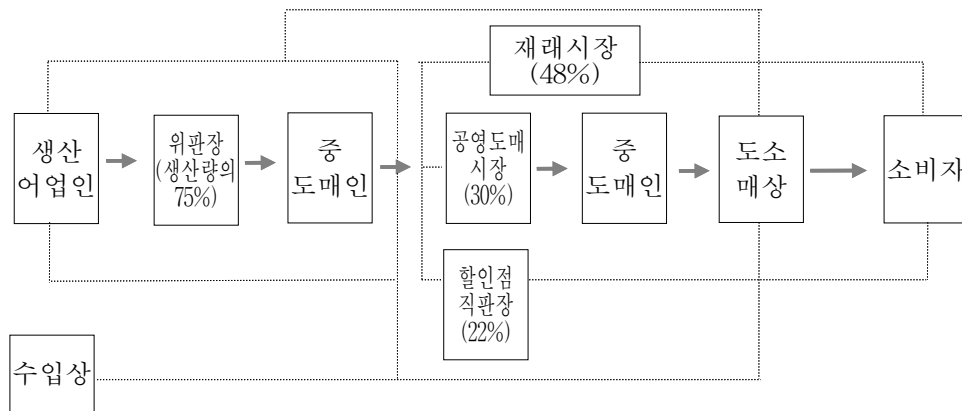 재래시장
(48%)
생산
어업인
위판장
(생산량의
75%)
중
도매인
공영도매
시장
(30%)
중
도매인
도소
매상
소비자
할인점
직판장
(22%)
수입상